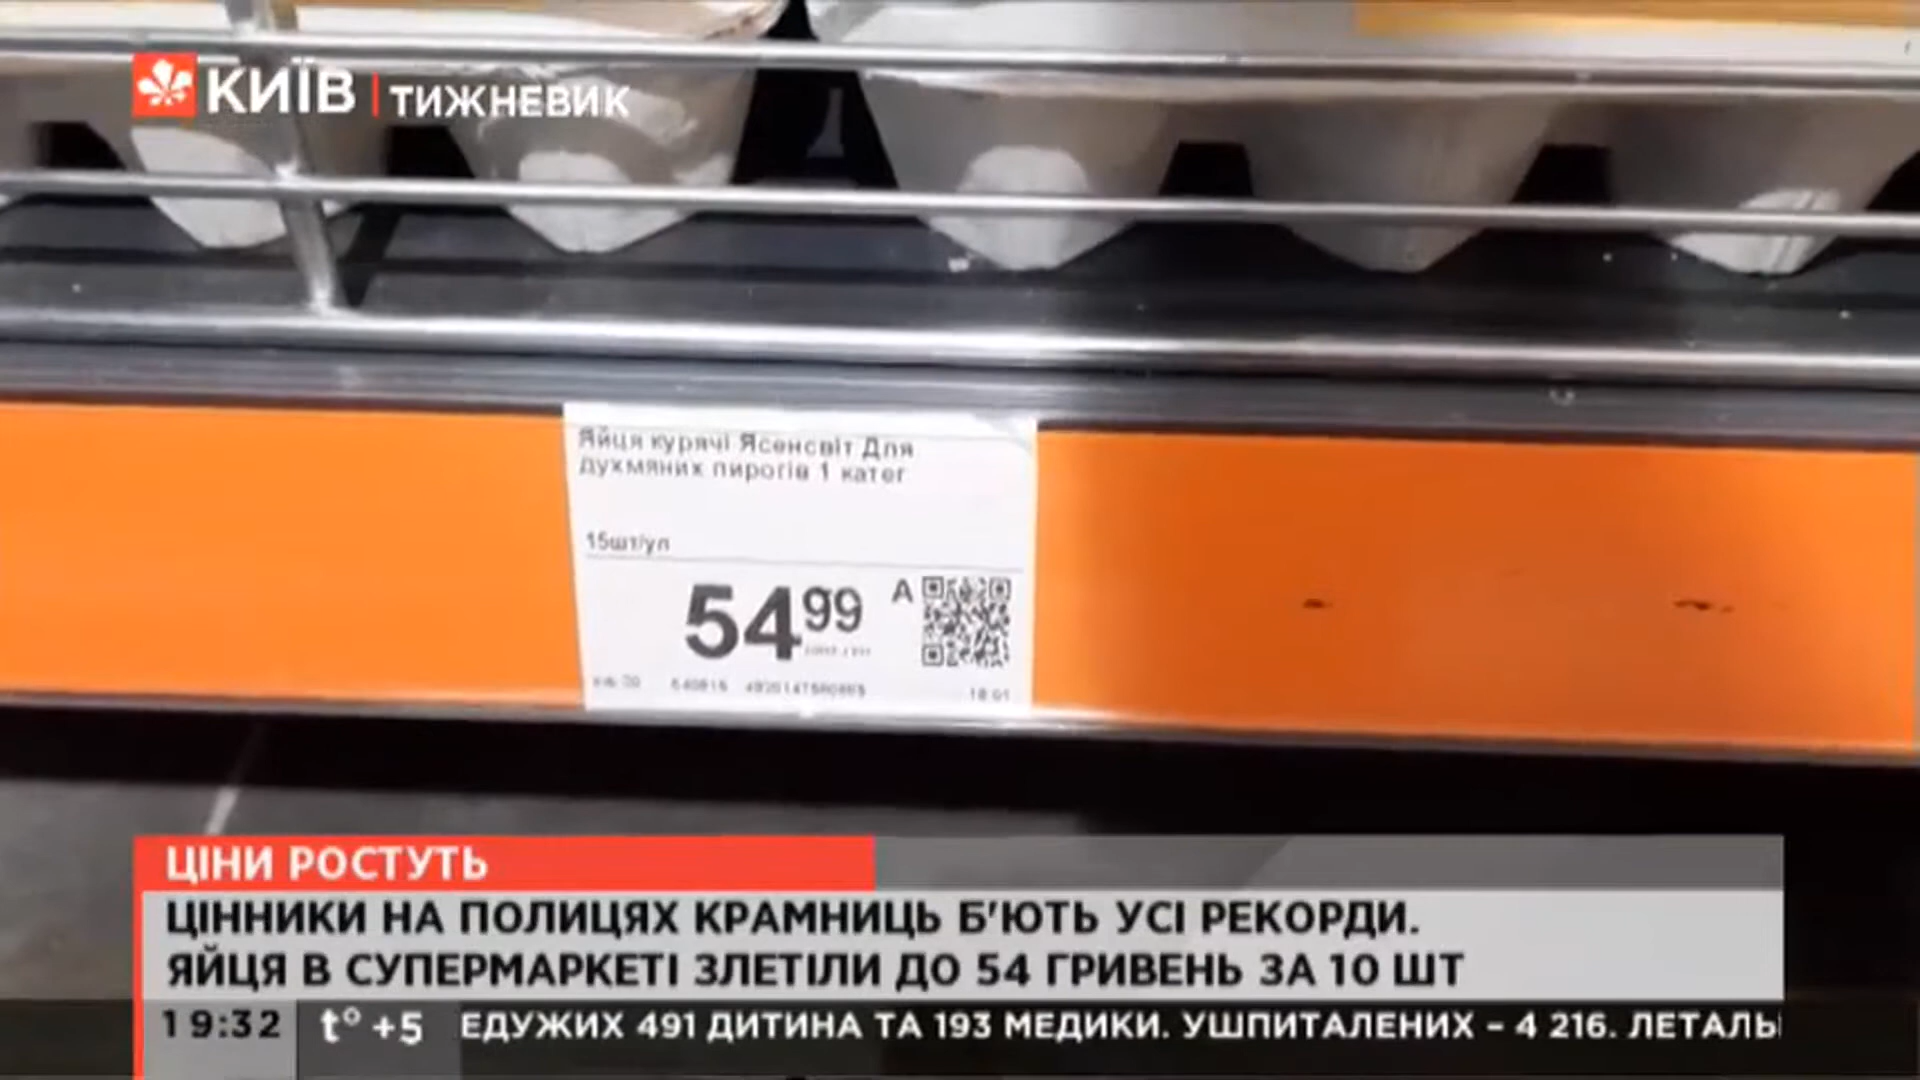 КИЇВ | ТИЖНЕВИК
Яйця курячі Ясенсвіт Для
духмяних пирогів 1 катег
15шт/уп
54 99 А
ЦІНИ РОСТУТЬ
ЦІННИКИ НА ПОЛИЦЯХ КРАМНИЦЬ Б'ЮТЬ УСІ РЕКОРДИ.
ЯЙЦЯ В СУПЕРМАРКЕТІ ЗЛЕТІЛИ ДО 54 ГРИВЕНЬ ЗА 10 ШТ
19:32 t° +5 ЕДУЖИХ 491 ДИТИНА ТА 193 МЕДИКИ. УШПИТАЛЕНИХ – 4 216. ЛЕТАЛЬ